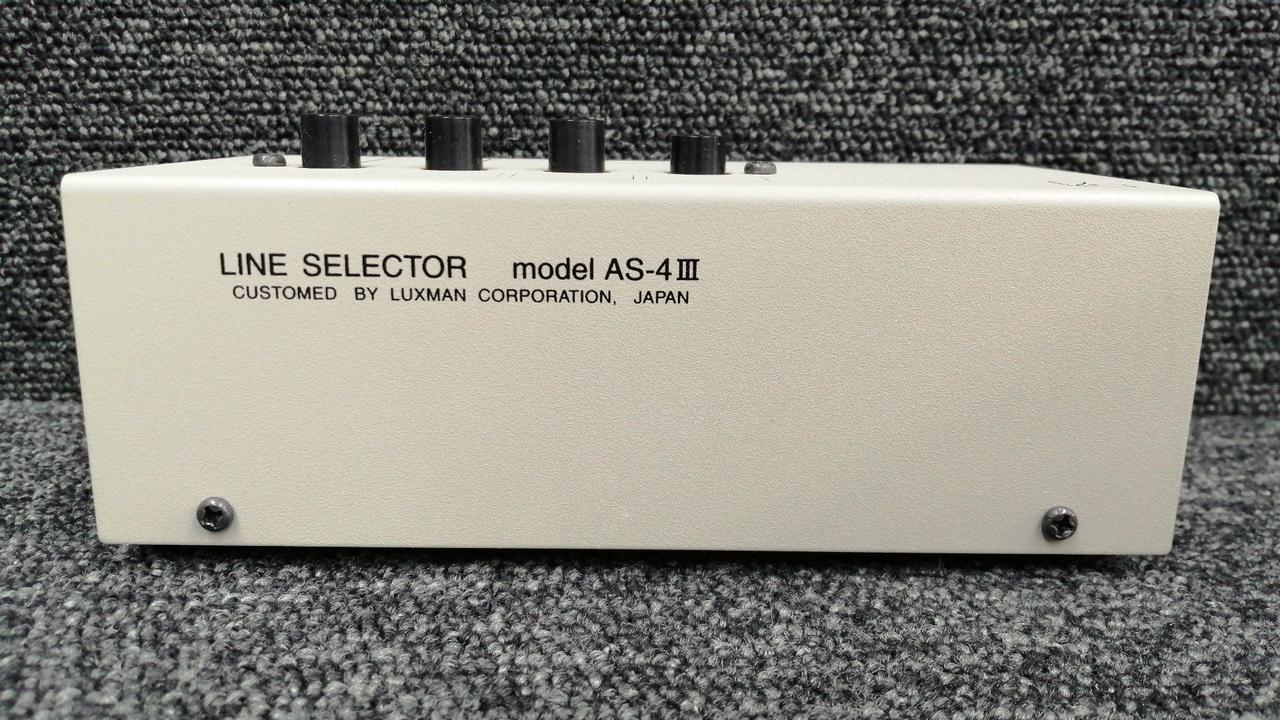 LINE SELECTOR model AS-4III
CUSTOMED BY LUXMAN CORPORATION, JAPAN